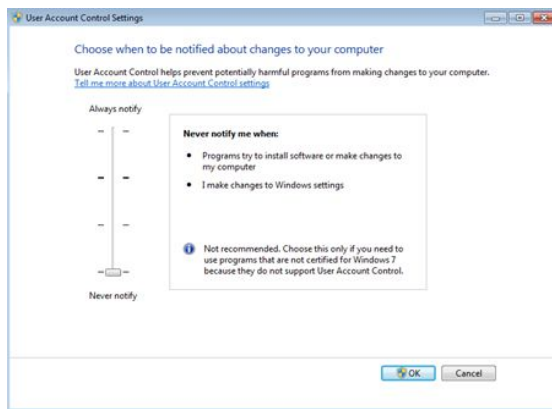 User Account Control Settings
Choose when to be notified about changes to your computer
User Account Control helps prevent potentially harmful programs from making changes to your computer.
Tell me more about User Account Control settings
Always notify
Never notify me when:
Programs try to install software or make changes to
my computer
I make changes to Windows settings
Not recommended. Choose this only if you need to
use programs that are not certified for Windows 7
because they do not support User Account Control.
Never notify
OK
Cancel